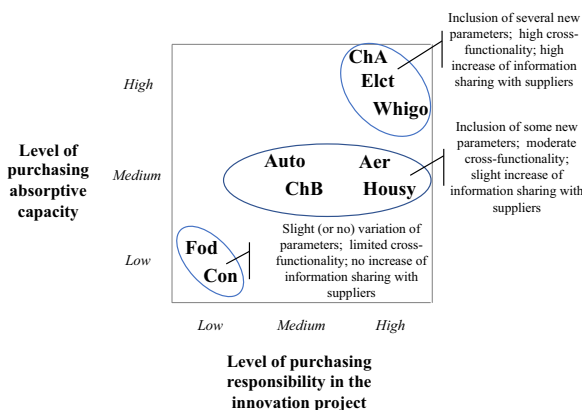 Inclusion of several new
parameters; high cross-
functionality; high
increase of information
sharing with suppliers
ChA
Elct
Whigo
High
Level of
purchasing
absorptive
capacity
Medium
Auto
ChB
Aer
Housy
Inclusion of some new
parameters; moderate
cross-functionality;
slight increase of
information sharing with
suppliers
Low
Fod
Con
Slight (or no) variation of
parameters; limited cross-
functionality; no increase of
information sharing with
suppliers
Low
Medium
High
Level of purchasing
responsibility in the
innovation project